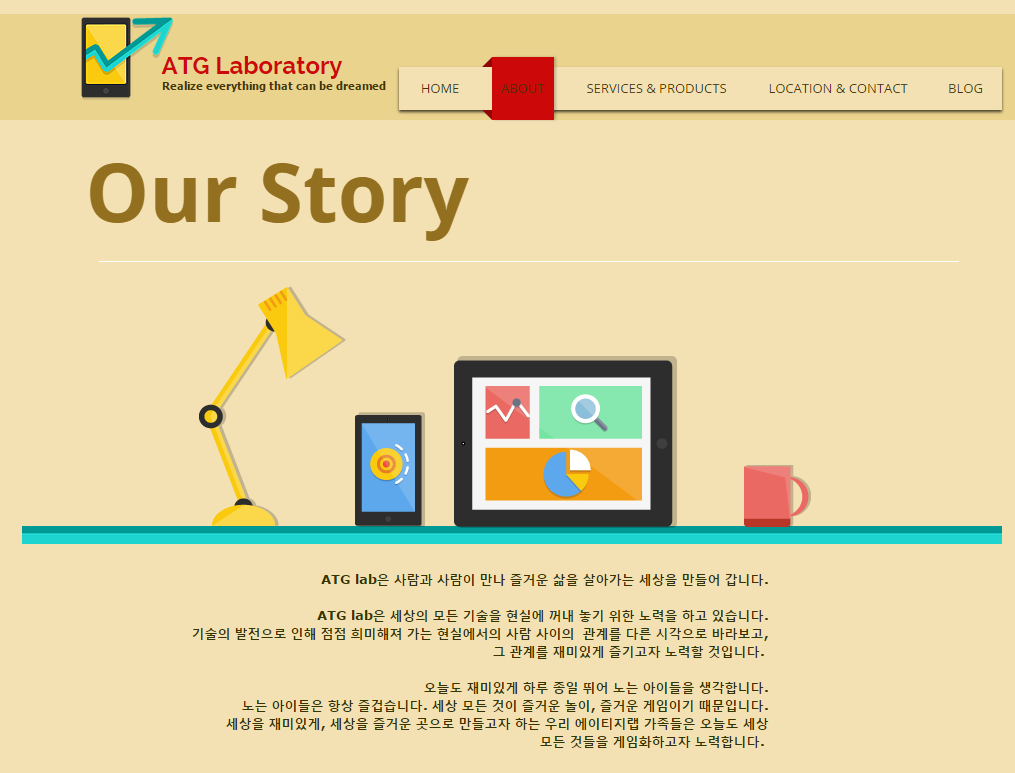 ATG Laboratory
Realize everything that can be dreamed
HOME
ABOUT
SERVICES & PRODUCTS
LOCATION & CONTACT
BLOG
Our Story
ATG lab은 사람과 사람이 만나 즐거운 삶을 살아가는 세상을 만들어 갑니다.
ATG lab은 세상의 모든 기술을 현실에 꺼내 놓기 위한 노력을 하고 있습니다.
기술의 발전으로 인해 점점 희미해져 가는 현실에서의 사람 사이의 관계를 다른 시각으로 바라보고,
그 관계를 재미있게 즐기고자 노력할 것입니다.
오늘도 재미있게 하루 종일 뛰어 노는 아이들을 생각합니다.
노는 아이들은 항상 즐겁습니다. 세상 모든 것이 즐거운 놀이, 즐거운 게임이기 때문입니다.
세상을 재미있게, 세상을 즐거운 곳으로 만들고자 하는 우리 에이티지랩 가족들은 오늘도 세상
모든 것들을 게임화하고자 노력합니다.